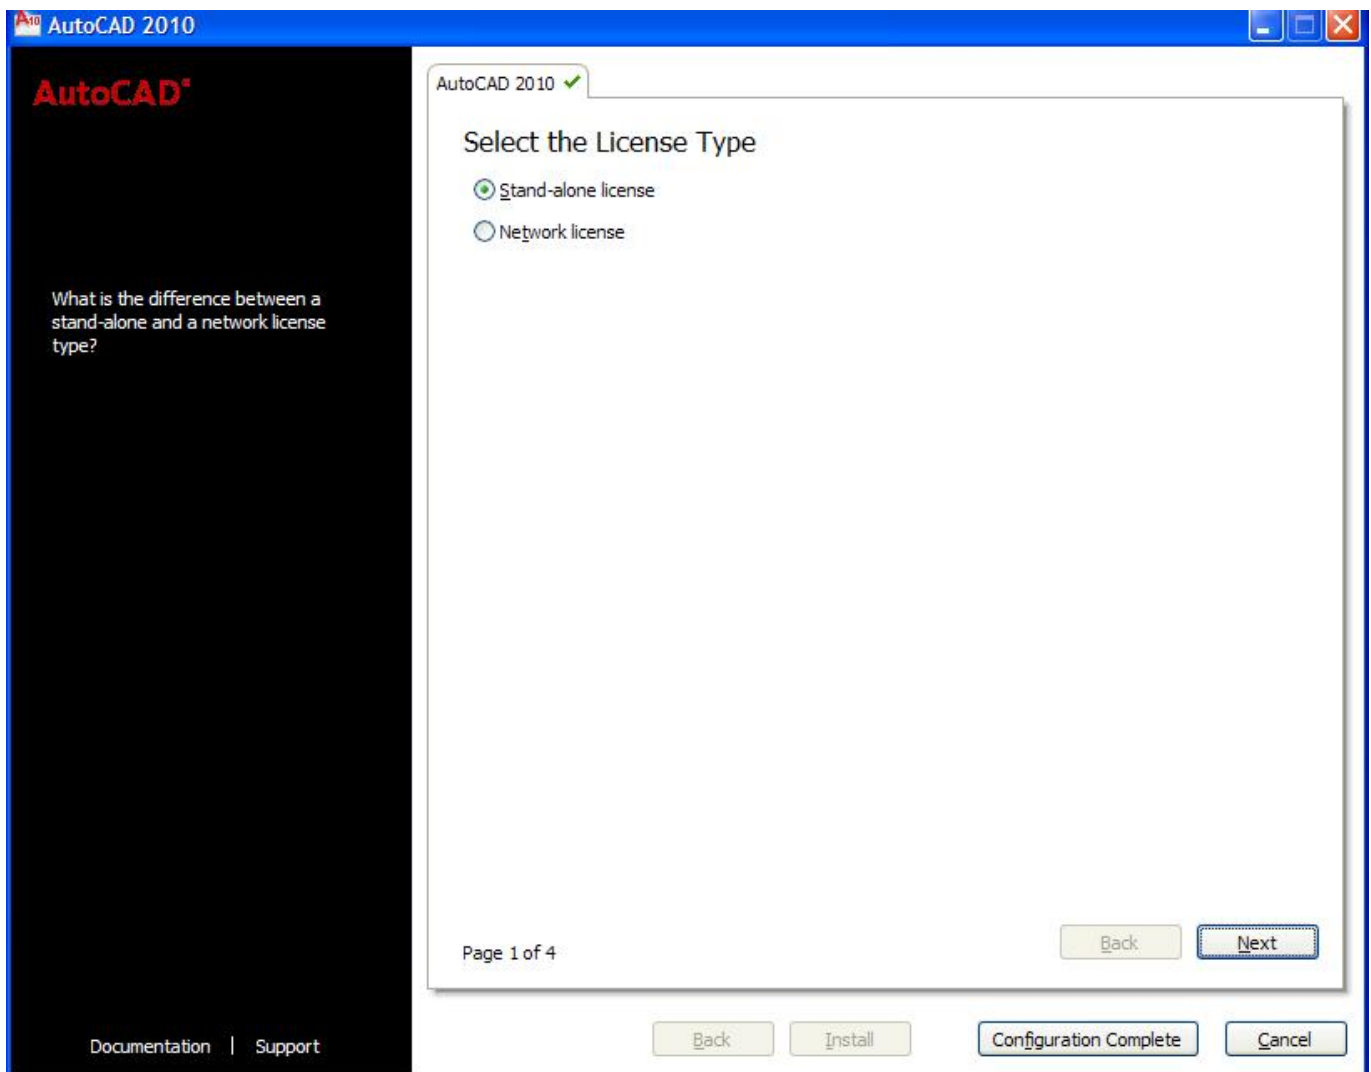 A10 AutoCAD 2010
AutoCAD®
What is the difference between a
stand-alone and a network license
type?
Documentation | Support
AutoCAD 2010
Select the License Type
Stand-alone license
Network license
Page 1 of 4
Back
Next
Back
Install
Configuration Complete
Cancel